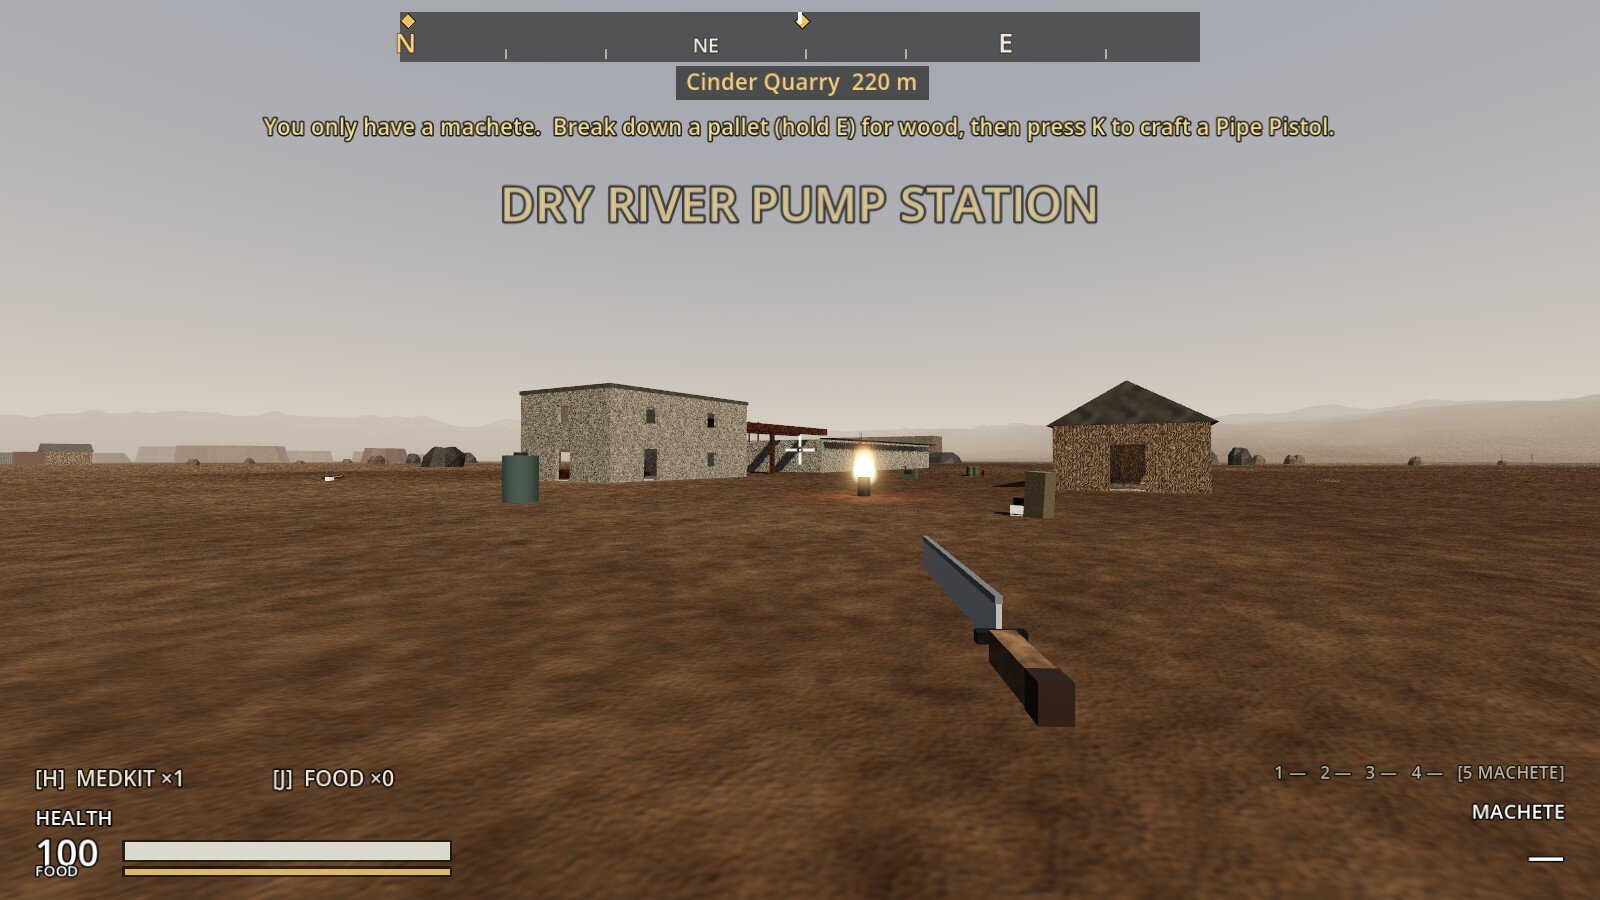 N NE E
Cinder Quarry 220 m
You only have a machete. Break down a pallet (hold E) for wood, then press K to craft a Pipe Pistol.
DRY RIVER PUMP STATION
[H] MEDKIT ×1 [J] FOOD ×0
1 — 2 — 3 — 4 — [5 MACHETE]
HEALTH
MACHETE
100
FOOD
—